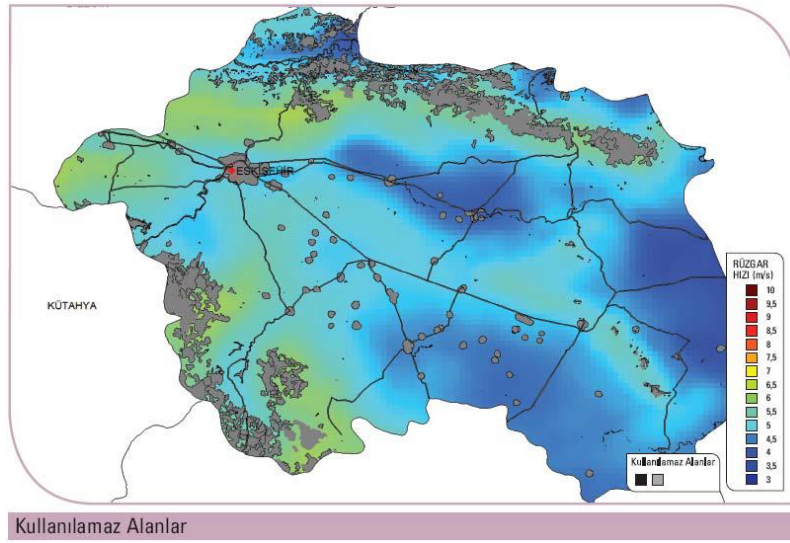 ESKİŞEHİR
KÜTAHYA
RÜZGAR
HIZI (m/s)
10
9,5
9
8,5
8
7,5
7
6,5
6
5,5
5
4,5
4
3,5
3
Kullanılamaz Alanlar
Kullanılamaz Alanlar